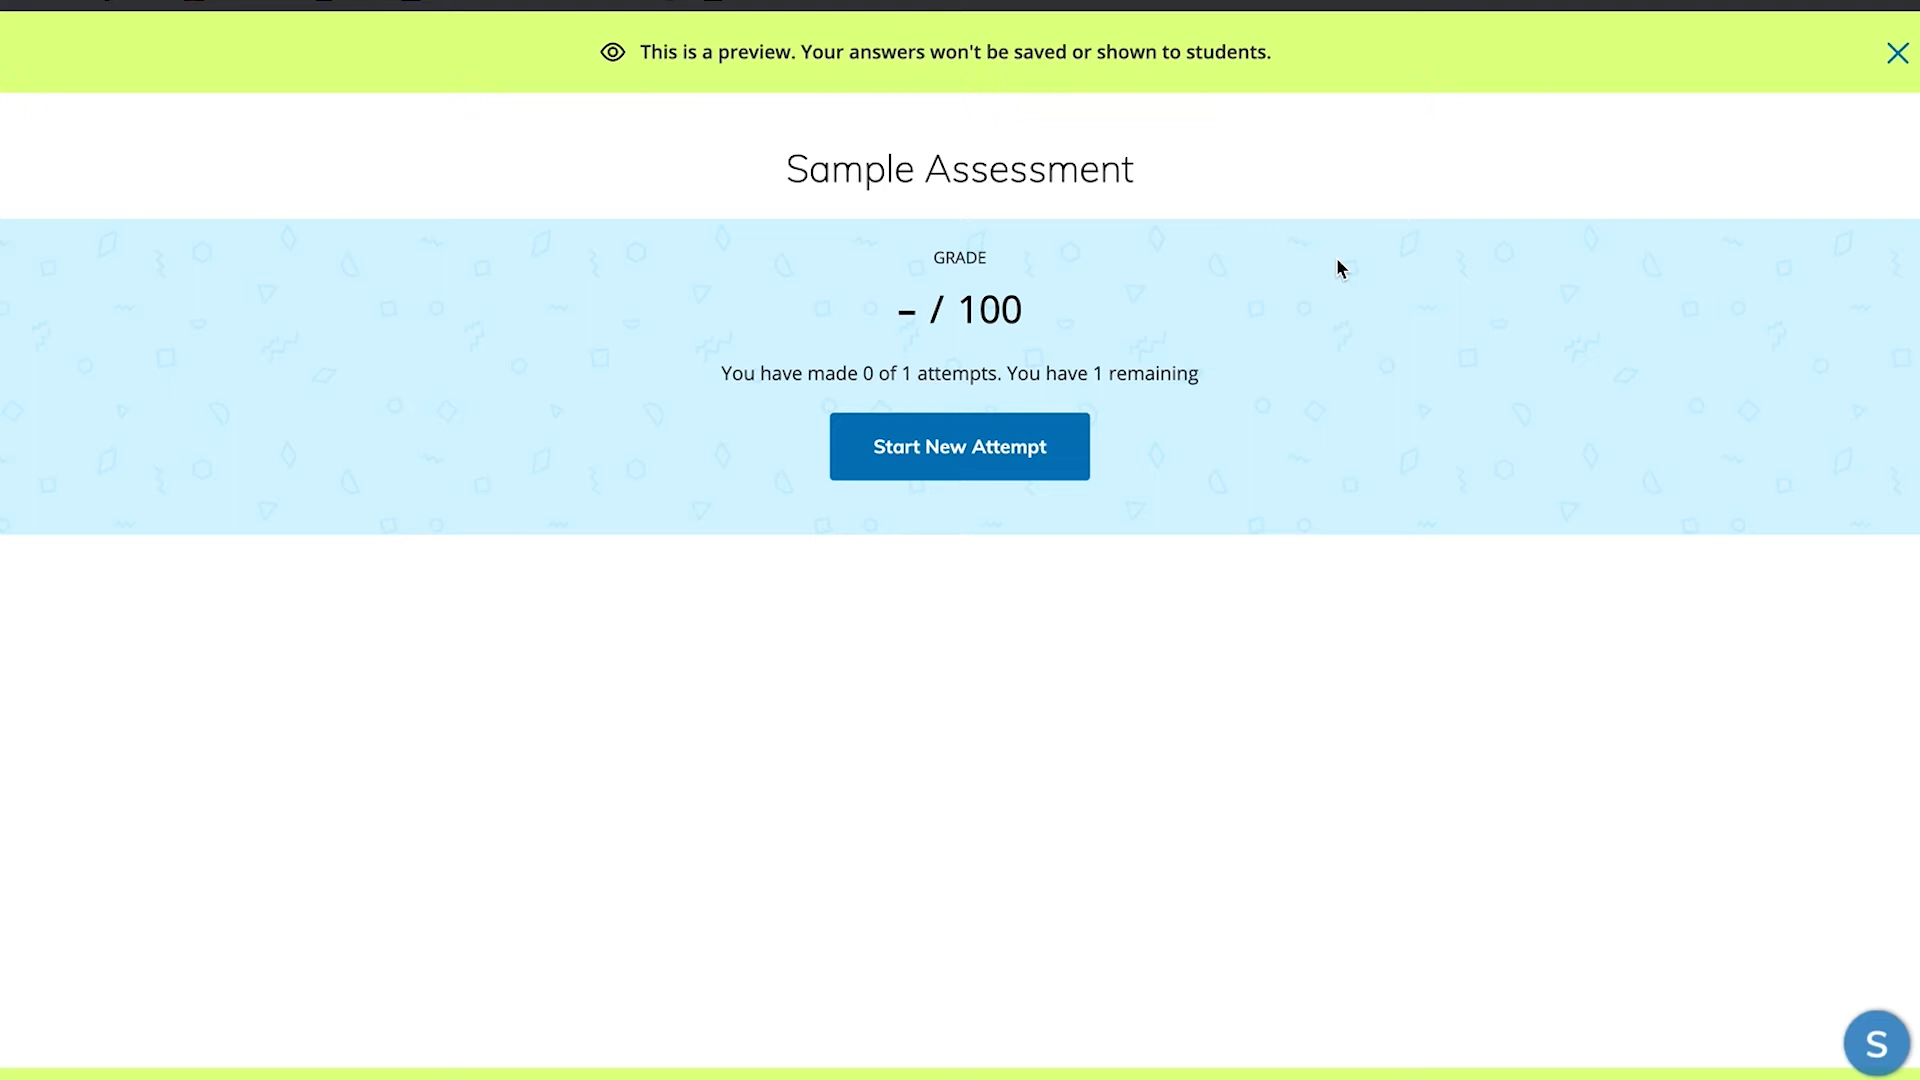 This is a preview. Your answers won't be saved or shown to students.
Sample Assessment
GRADE
– / 100
You have made 0 of 1 attempts. You have 1 remaining
Start New Attempt
S